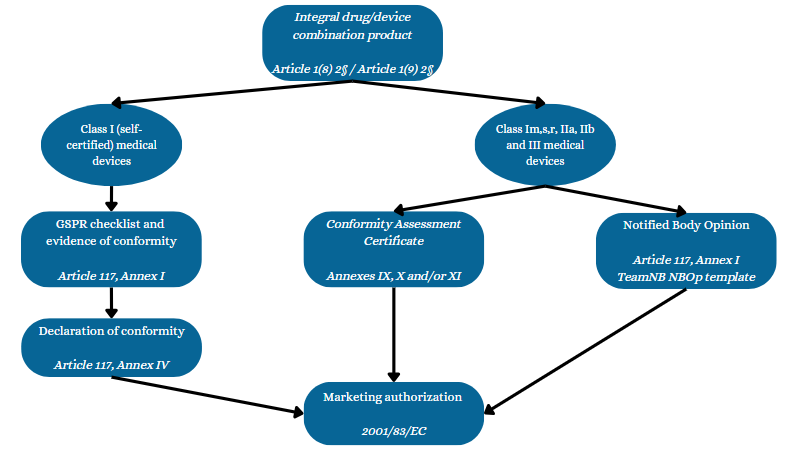 Integral drug/device
combination product
Article 1(8) 2§ / Article 1(9) 2§
Class I (self-
certified) medical
devices
Class Im,s,r, IIa, IIb
and III medical
devices
GSPR checklist and
evidence of conformity
Article 117, Annex I
Conformity Assessment
Certificate
Annexes IX, X and/or XI
Notified Body Opinion
Article 117, Annex I
TeamNB NBOp template
Declaration of conformity
Article 117, Annex IV
Marketing authorization
2001/83/EC